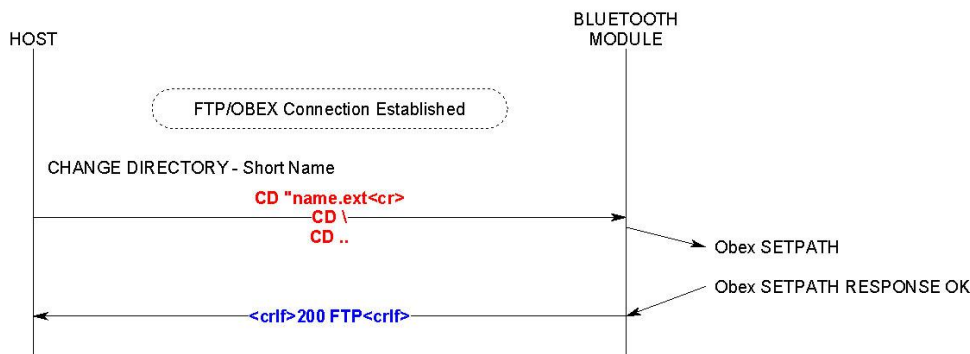 HOST
BLUETOOTH
MODULE
FTP/OBEX Connection Established
CHANGE DIRECTORY - Short Name
CD "name.ext<cr>
CD \
CD ..
Obex SETPATH
Obex SETPATH RESPONSE OK
<crlf>200 FTP<crlf>